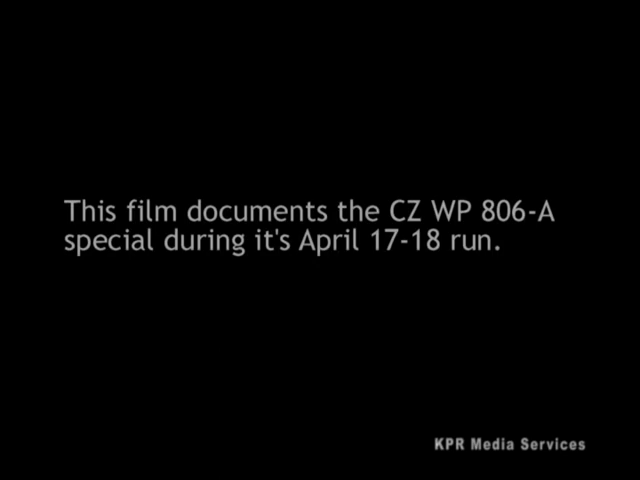 This film documents the CZ WP 806-A
special during it's April 17-18 run.
KPR Media Services